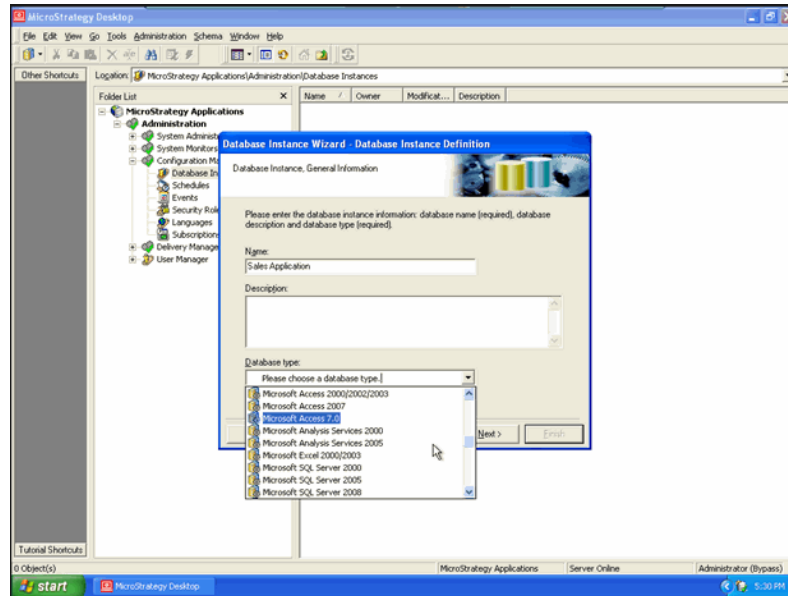 MicroStrategy Desktop
File Edit View Go Tools Administration Schema Window Help
Other Shortcuts
Location: MicroStrategy Applications\Administration\Database Instances
Folder List
Name / Owner Modificat... Description
MicroStrategy Applications
Administration
System Administ
System Monitors
Configuration Ma
Database In
Schedules
Events
Security Role
Languages
Subscription
Delivery Manage
User Manager
Database Instance Wizard - Database Instance Definition
Database Instance, General Information
Please enter the database instance information: database name (required), database
description and database type (required).
Name:
Sales Application
Description:
Database type:
Please choose a database type.
Microsoft Access 2000/2002/2003
Microsoft Access 2007
Microsoft Access 7.0
Microsoft Analysis Services 2000
Microsoft Analysis Services 2005
Microsoft Excel 2000/2003
Microsoft SQL Server 2000
Microsoft SQL Server 2005
Microsoft SQL Server 2008
Next >
Finish
Tutorial Shortcuts
0 Object(s)
MicroStrategy Applications
Server Online
Administrator (Bypass)
start
MicroStrategy Desktop
5:30 PM